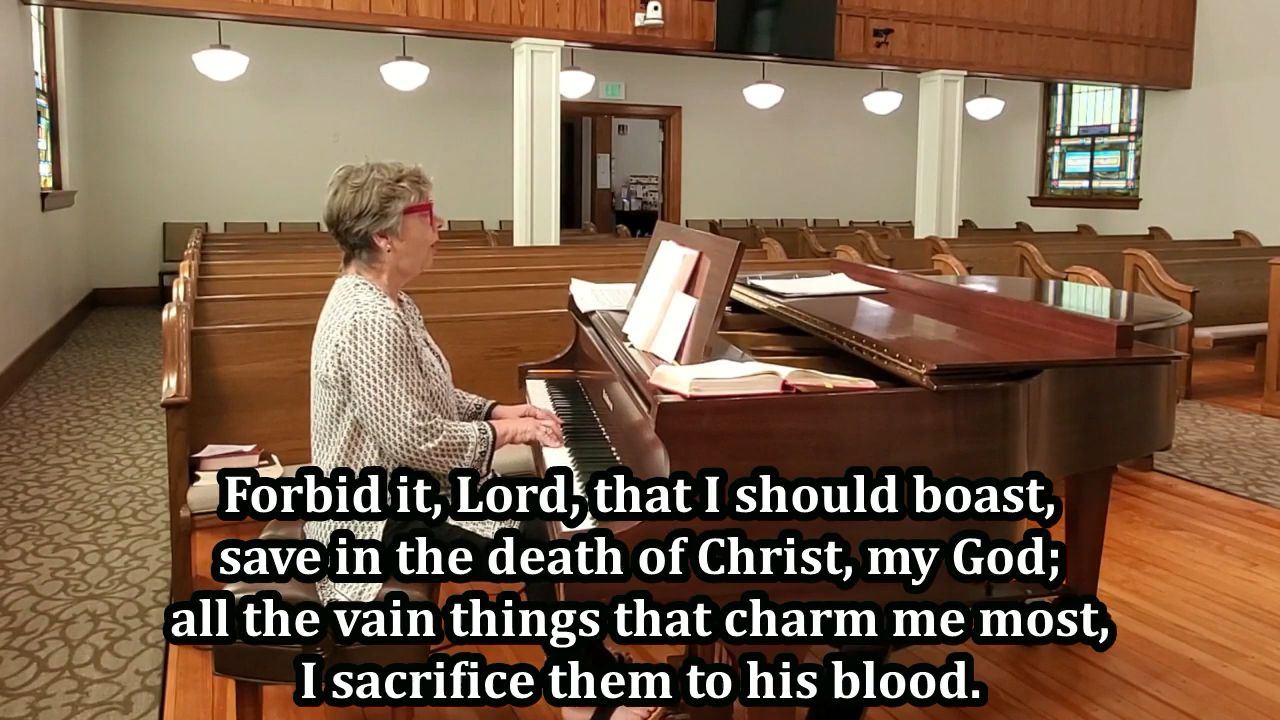 Forbid it, Lord, that I should boast,
save in the death of Christ, my God;
all the vain things that charm me most,
I sacrifice them to his blood.